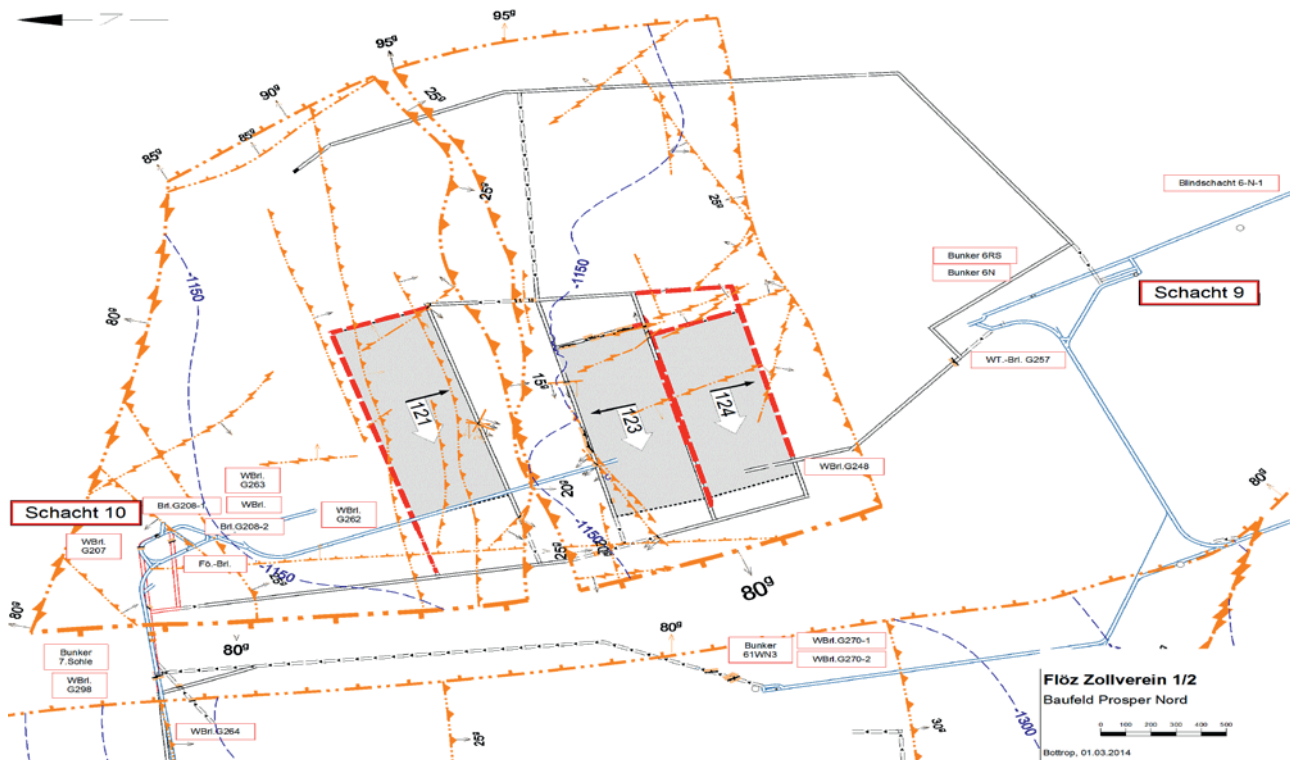 N
95g
95g
90g
85g
85g
25g
25g
25g
80g
-1150
-1150
Blindschacht 6-N-1
Bunker 6RS
Bunker 6N
Schacht 9
WT.-Brl. G257
15g
121
123
124
WBrl.G248
WBrl.
G263
WBrl.
WBrl.
G262
Brl.G208-1
Brl.G208-2
Schacht 10
WBrl.
G207
Fö.-Brl.
20g
-1150
-1150
25g
25g
20g
80g
80g
80g
80g
80g
Bunker
7.Sohle
WBrl.
G298
WBrl.G264
Bunker
61WN3
WBrl.G270-1
WBrl.G270-2
25g
30g
-1300
Flöz Zollverein 1/2
Baufeld Prosper Nord
0 100 200 300 400 500
Bottrop, 01.03.2014